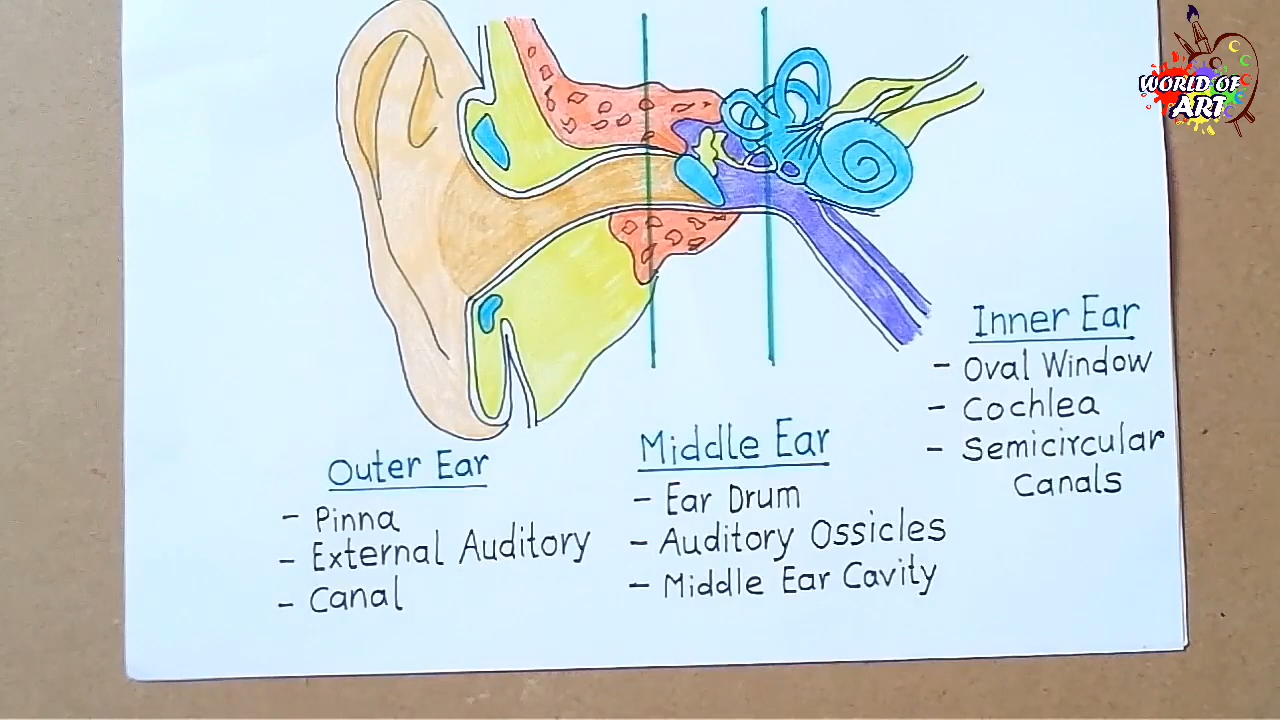 WORLD OF
ART
Outer Ear
- Pinna
- External Auditory
- Canal
Middle Ear
- Ear Drum
- Auditory Ossicles
- Middle Ear Cavity
Inner Ear
- Oval Window
- Cochlea
- Semicircular
Canals